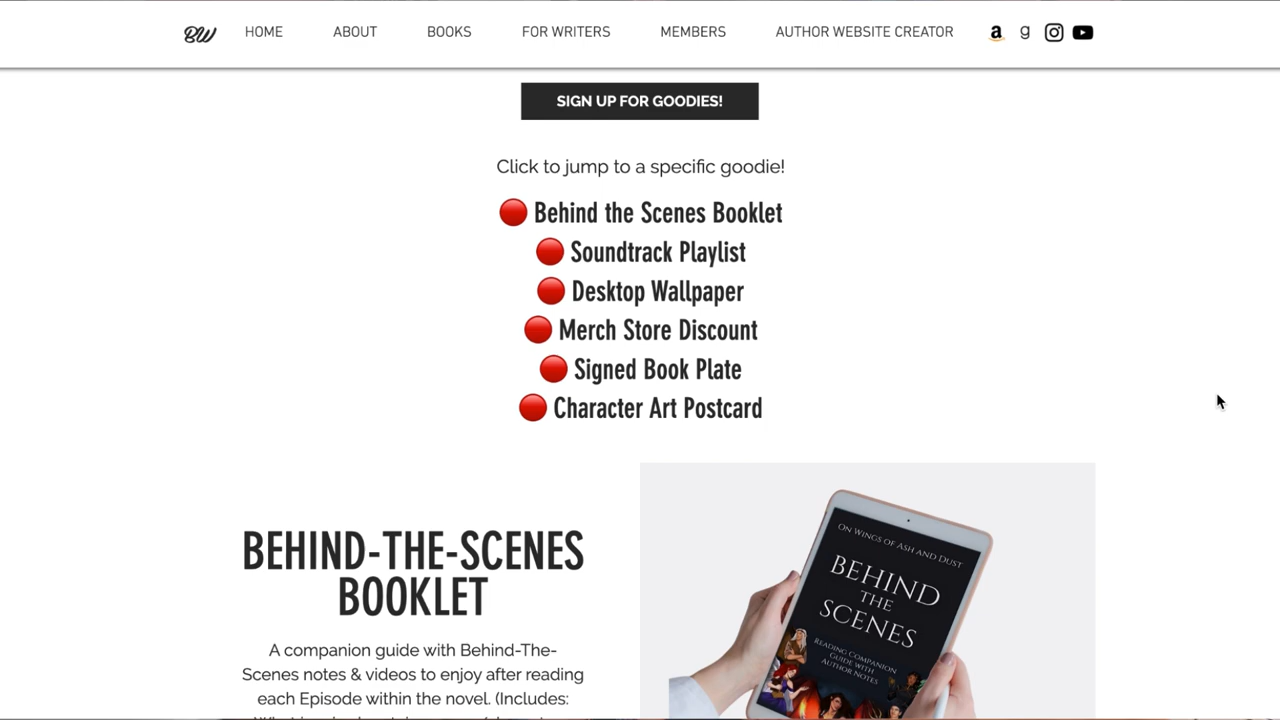 BW
HOME
ABOUT
BOOKS
FOR WRITERS
MEMBERS
AUTHOR WEBSITE CREATOR
SIGN UP FOR GOODIES!
Click to jump to a specific goodie!
Behind the Scenes Booklet
Soundtrack Playlist
Desktop Wallpaper
Merch Store Discount
Signed Book Plate
Character Art Postcard
BEHIND-THE-SCENES
BOOKLET
A companion guide with Behind-The-
Scenes notes & videos to enjoy after reading
each Episode within the novel. (Includes:
ON WINGS OF ASH AND DUST
BEHIND
THE
SCENES
READING COMPANION
GUIDE WITH
AUTHOR NOTES